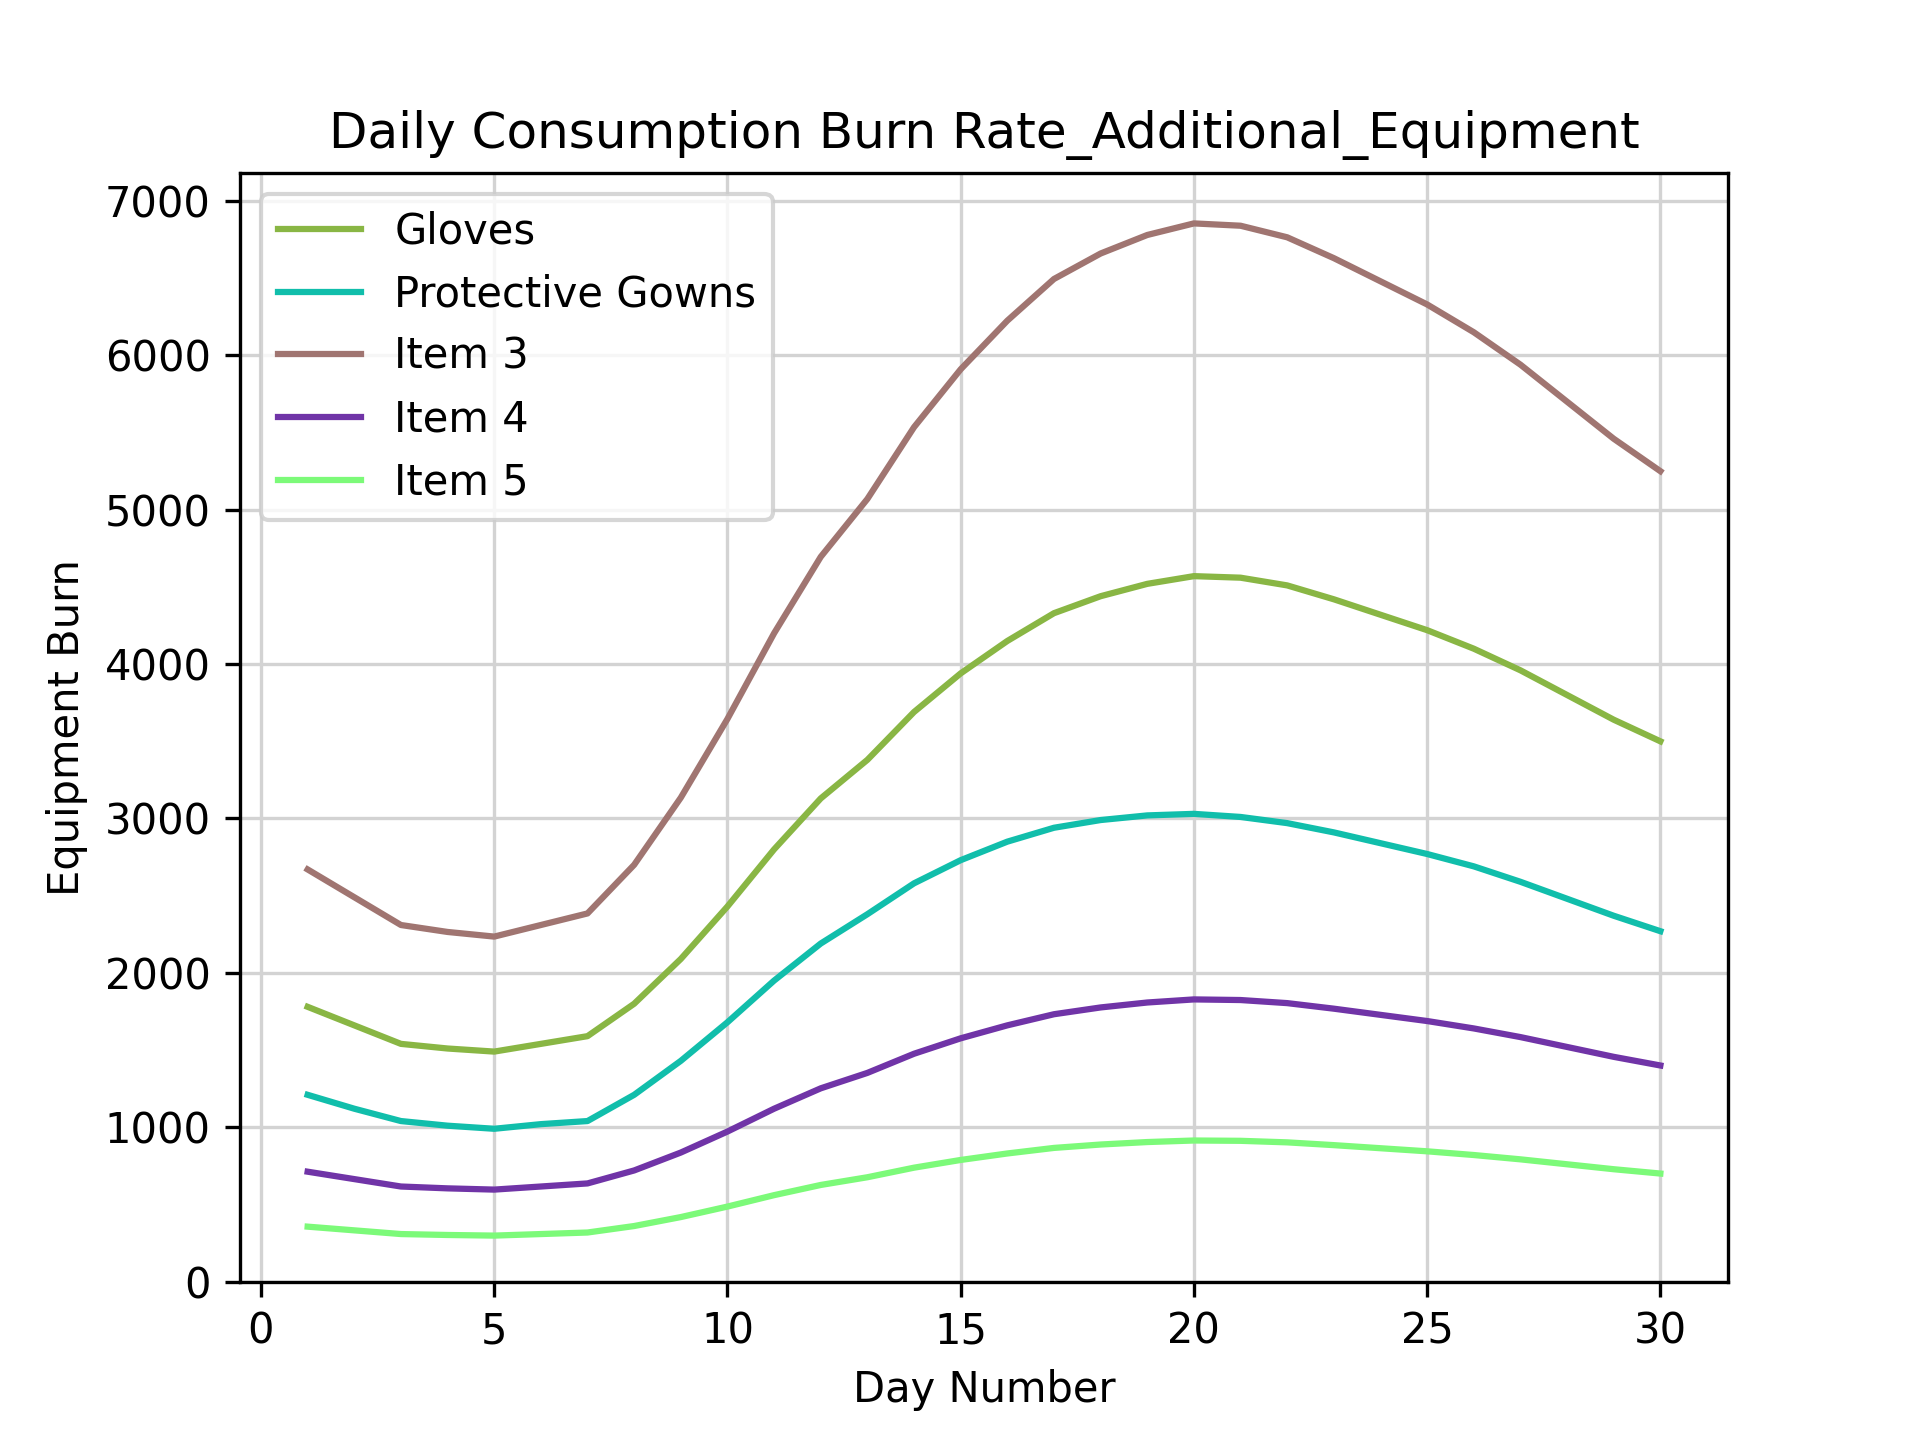 Daily Consumption Burn Rate_Additional_Equipment
7000
6000
5000
4000
3000
2000
1000
0
Equipment Burn
Gloves
Protective Gowns
Item 3
Item 4
Item 5
0 5 10 15 20 25 30
Day Number